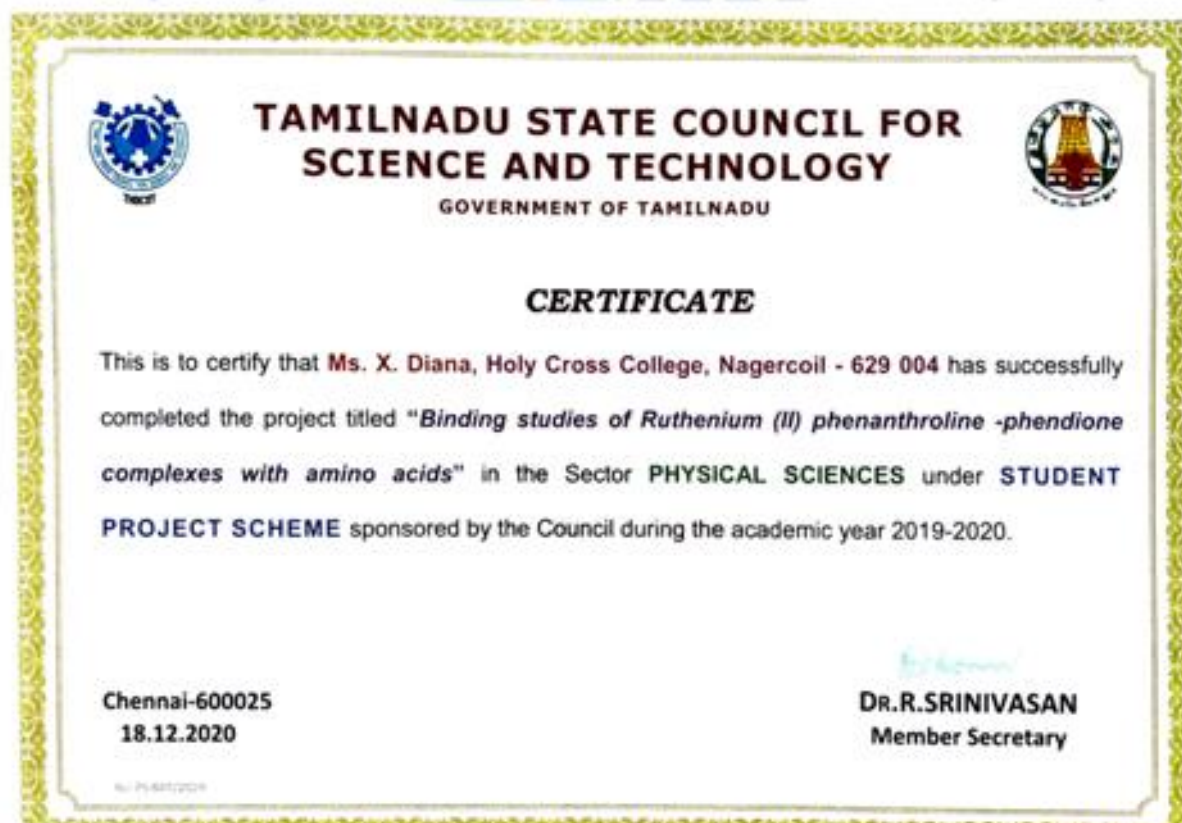 TAMILNADU STATE COUNCIL FOR
SCIENCE AND TECHNOLOGY
GOVERNMENT OF TAMILNADU
CERTIFICATE
This is to certify that Ms. X. Diana, Holy Cross College, Nagercoil - 629 004 has successfully
completed the project titled "Binding studies of Ruthenium (II) phenanthroline -phendione
complexes with amino acids" in the Sector PHYSICAL SCIENCES under STUDENT
PROJECT SCHEME sponsored by the Council during the academic year 2019-2020.
Chennai-600025
18.12.2020
DR.R.SRINIVASAN
Member Secretary